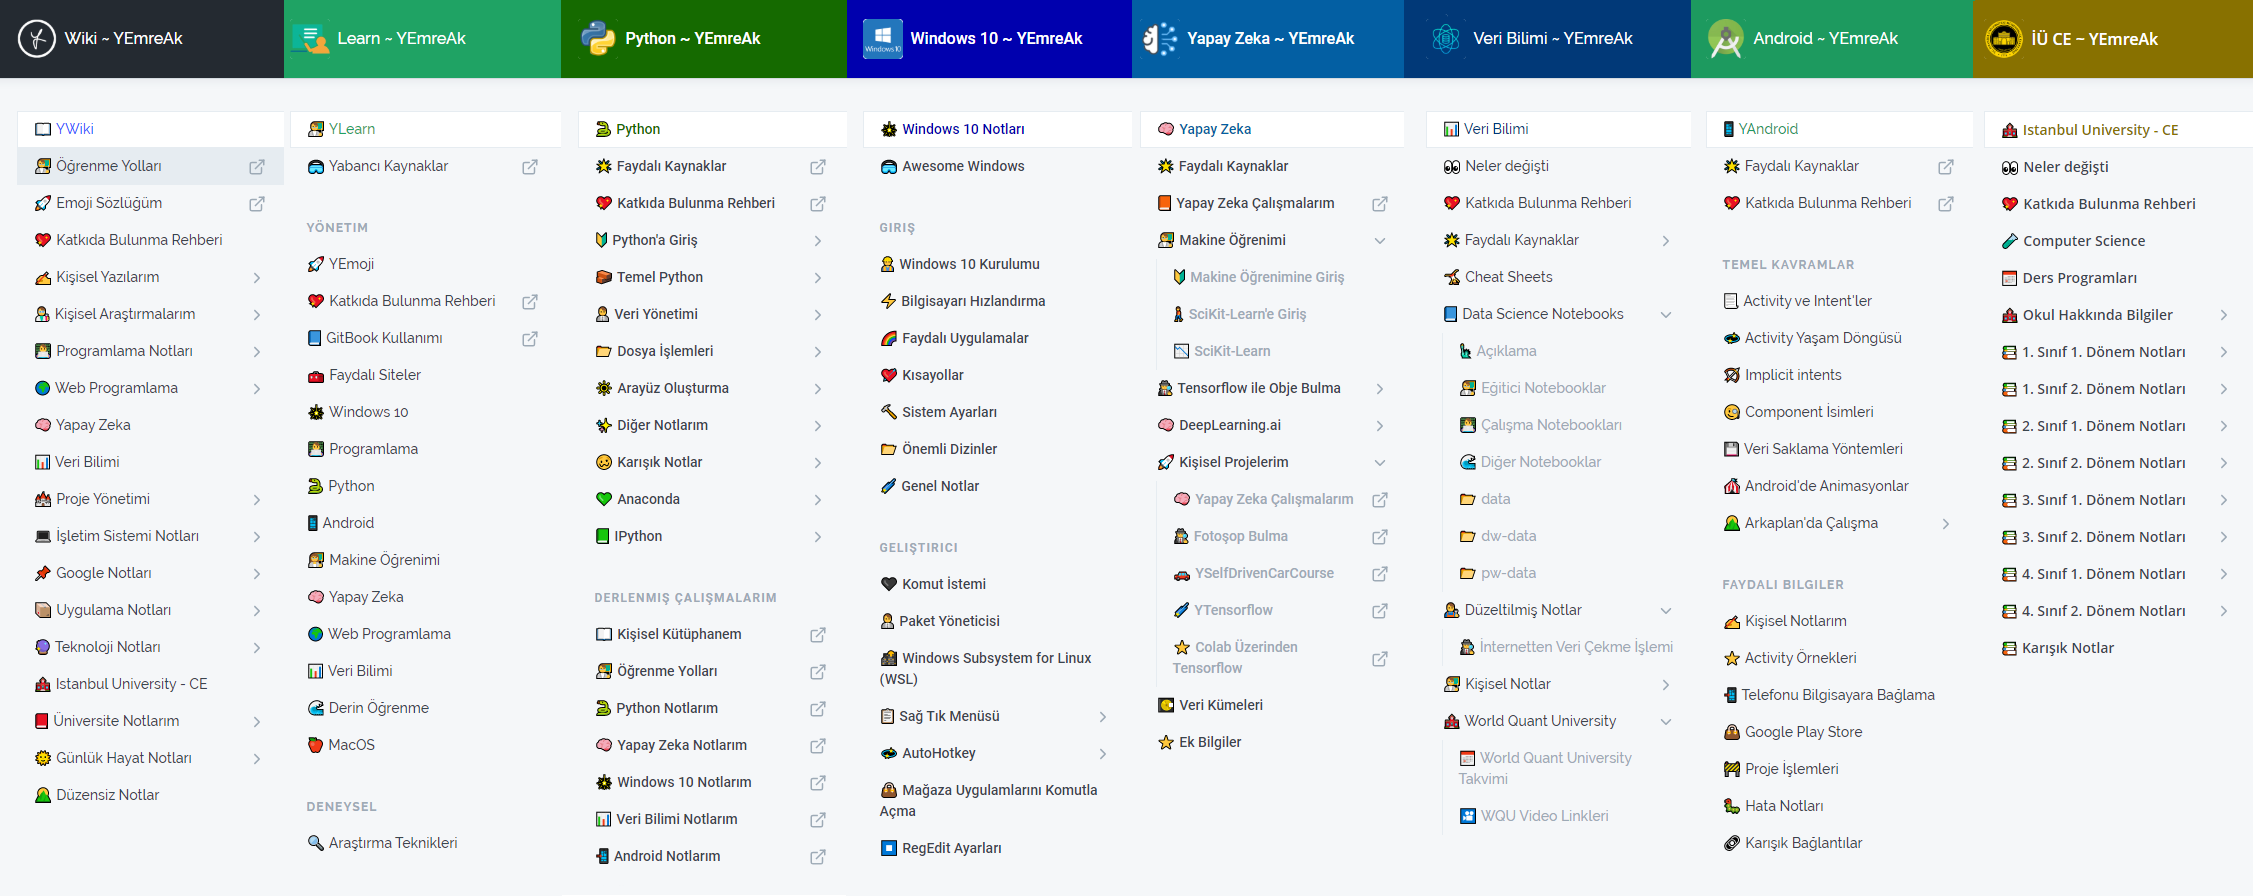 Wiki ~ YEmreAk
YWiki
Öğrenme Yolları
Emoji Sözlüğüm
Katkıda Bulunma Rehberi
Kişisel Yazılarım
Kişisel Araştırmalarım
Programlama Notları
Web Programlama
Yapay Zeka
Veri Bilimi
Proje Yönetimi
İşletim Sistemi Notları
Google Notları
Uygulama Notları
Teknoloji Notları
Istanbul University - CE
Üniversite Notlarım
Günlük Hayat Notları
Düzensiz Notlar
Learn ~ YEmreAk
YLearn
Yabancı Kaynaklar
YÖNETIM
YEmoji
Katkıda Bulunma Rehberi
GitBook Kullanımı
Faydalı Siteler
Windows 10
Programlama
Python
Android
Makine Öğrenimi
Yapay Zeka
Web Programlama
Veri Bilimi
Derin Öğrenme
MacOS
DENEYSEL
Araştırma Teknikleri
Python ~ YEmreAk
Python
Faydalı Kaynaklar
Katkıda Bulunma Rehberi
Python'a Giriş
Temel Python
Veri Yönetimi
Dosya İşlemleri
Arayüz Oluşturma
Diğer Notlarım
Karışık Notlar
Anaconda
IPython
DERLENMIŞ ÇALIŞMALARIM
Kişisel Kütüphanem
Öğrenme Yolları
Python Notlarım
Yapay Zeka Notlarım
Windows 10 Notlarım
Veri Bilimi Notlarım
Android Notlarım
Windows 10
Windows 10 ~ YEmreAk
Windows 10 Notları
Awesome Windows
GIRIŞ
Windows 10 Kurulumu
Bilgisayarı Hızlandırma
Faydalı Uygulamalar
Kısayollar
Sistem Ayarları
Önemli Dizinler
Genel Notlar
GELIŞTIRICI
Komut İstemi
Paket Yöneticisi
Windows Subsystem for Linux
(WSL)
Sağ Tık Menüsü
AutoHotkey
Mağaza Uygulamlarını Komutla
Açma
RegEdit Ayarları
Yapay Zeka ~ YEmreAk
Yapay Zeka
Faydalı Kaynaklar
Yapay Zeka Çalışmalarım
Makine Öğrenimi
Makine Öğrenimine Giriş
SciKit-Learn'e Giriş
SciKit-Learn
Tensorflow ile Obje Bulma
DeepLearning.ai
Kişisel Projelerim
Yapay Zeka Çalışmalarım
Fotoşop Bulma
YSelfDrivenCarCourse
YTensorflow
Colab Üzerinden
Tensorflow
Veri Kümeleri
Ek Bilgiler
Veri Bilimi ~ YEmreAk
Veri Bilimi
Neler değişti
Katkıda Bulunma Rehberi
Faydalı Kaynaklar
Cheat Sheets
Data Science Notebooks
Açıklama
Eğitici Notebooklar
Çalışma Notebookları
Diğer Notebooklar
data
dw-data
pw-data
Düzeltilmiş Notlar
İnternetten Veri Çekme İşlemi
Kişisel Notlar
World Quant University
World Quant University
Takvimi
WQU Video Linkleri
Android ~ YEmreAk
YAndroid
Faydalı Kaynaklar
Katkıda Bulunma Rehberi
TEMEL KAVRAMLAR
Activity ve Intent'ler
Activity Yaşam Döngüsü
Implicit intents
Component İsimleri
Veri Saklama Yöntemleri
Android'de Animasyonlar
Arkaplan'da Çalışma
FAYDALI BILGILER
Kişisel Notlarım
Activity Örnekleri
Telefonu Bilgisayara Bağlama
Google Play Store
Proje İşlemleri
Hata Notları
Karışık Bağlantılar
İÜ CE ~ YEmreAk
Istanbul University - CE
Neler değişti
Katkıda Bulunma Rehberi
Computer Science
Ders Programları
Okul Hakkında Bilgiler
1. Sınıf 1. Dönem Notları
1. Sınıf 2. Dönem Notları
2. Sınıf 1. Dönem Notları
2. Sınıf 2. Dönem Notları
3. Sınıf 1. Dönem Notları
3. Sınıf 2. Dönem Notları
4. Sınıf 1. Dönem Notları
4. Sınıf 2. Dönem Notları
Karışık Notlar